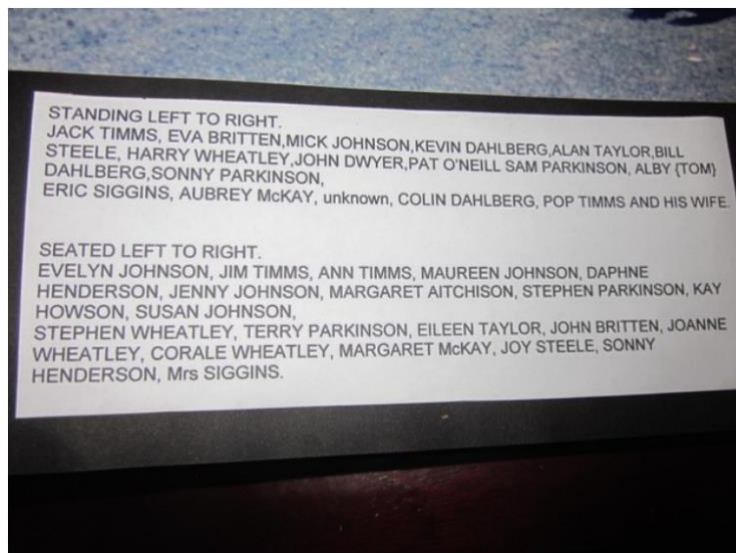 STANDING LEFT TO RIGHT.
JACK TIMMS, EVA BRITTEN,MICK JOHNSON,KEVIN DAHLBERG,ALAN TAYLOR,BILL
STEELE, HARRY WHEATLEY,JOHN DWYER,PAT O'NEILL SAM PARKINSON, ALBY {TOM}
DAHLBERG,SONNY PARKINSON,
ERIC SIGGINS, AUBREY McKAY, unknown, COLIN DAHLBERG, POP TIMMS AND HIS WIFE.
SEATED LEFT TO RIGHT.
EVELYN JOHNSON, JIM TIMMS, ANN TIMMS, MAUREEN JOHNSON, DAPHNE
HENDERSON, JENNY JOHNSON, MARGARET AITCHISON, STEPHEN PARKINSON, KAY
HOWSON, SUSAN JOHNSON,
STEPHEN WHEATLEY, TERRY PARKINSON, EILEEN TAYLOR, JOHN BRITTEN, JOANNE
WHEATLEY, CORALE WHEATLEY, MARGARET McKAY, JOY STEELE, SONNY
HENDERSON, Mrs SIGGINS.